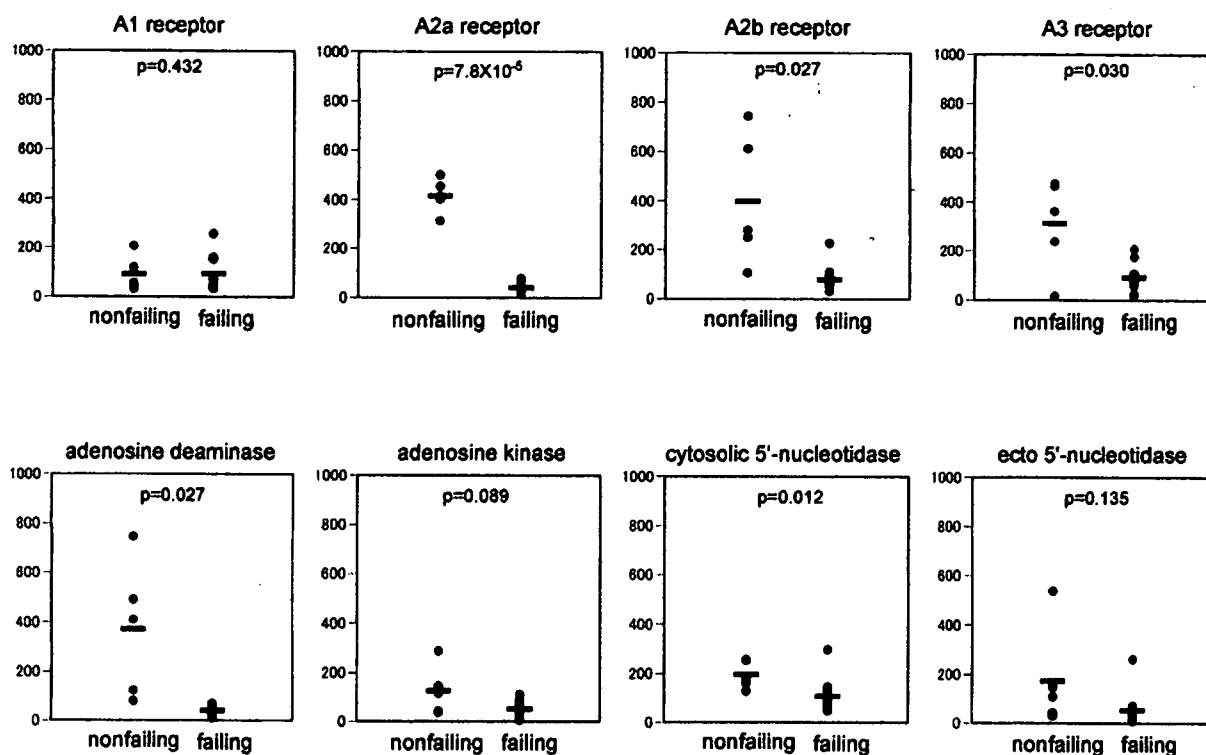 A1 receptor
1000
800
600
400
200
0
p=0.432
nonfailing failing
A2a receptor
1000
800
600
400
200
0
p=7.8X10⁻⁵
nonfailing failing
A2b receptor
1000
800
600
400
200
0
p=0.027
nonfailing failing
A3 receptor
1000
800
600
400
200
0
p=0.030
nonfailing failing
adenosine deaminase
1000
800
600
400
200
0
p=0.027
nonfailing failing
adenosine kinase
1000
800
600
400
200
0
p=0.089
nonfailing failing
cytosolic 5'-nucleotidase
1000
800
600
400
200
0
p=0.012
nonfailing failing
ecto 5'-nucleotidase
1000
800
600
400
200
0
p=0.135
nonfailing failing